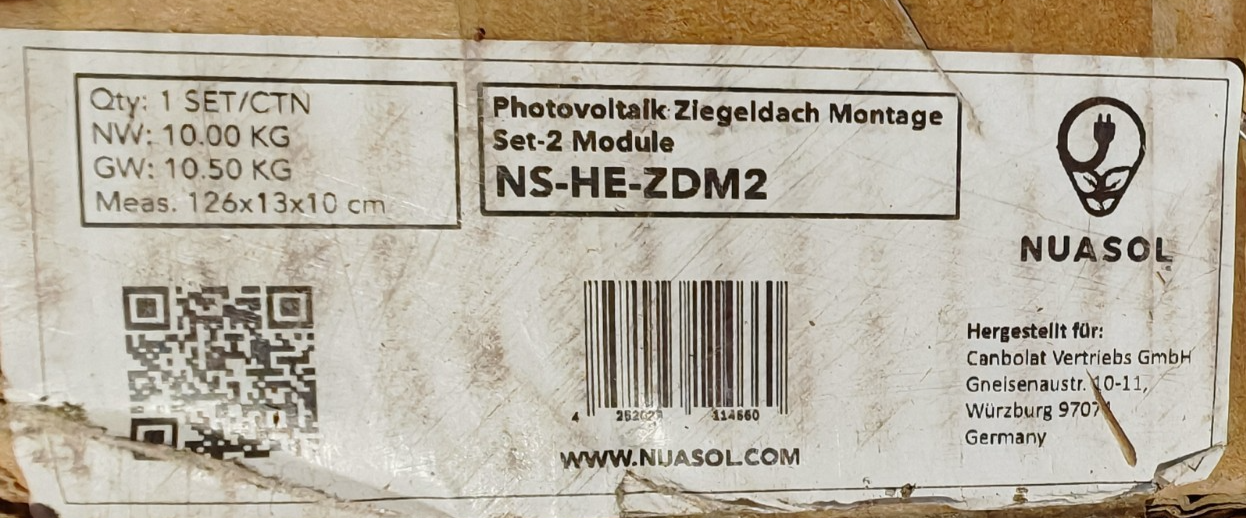 Qty: 1 SET/CTN
NW: 10.00 KG
GW: 10.50 KG
Meas. 126x13x10 cm
Photovoltaik Ziegeldach Montage
Set-2 Module
NS-HE-ZDM2
NUASOL
4 114660
WWW.NUASOL.COM
Hergestellt für:
Canbolat Vertriebs GmbH
Gneisenaustr. 10-11,
Würzburg
Germany